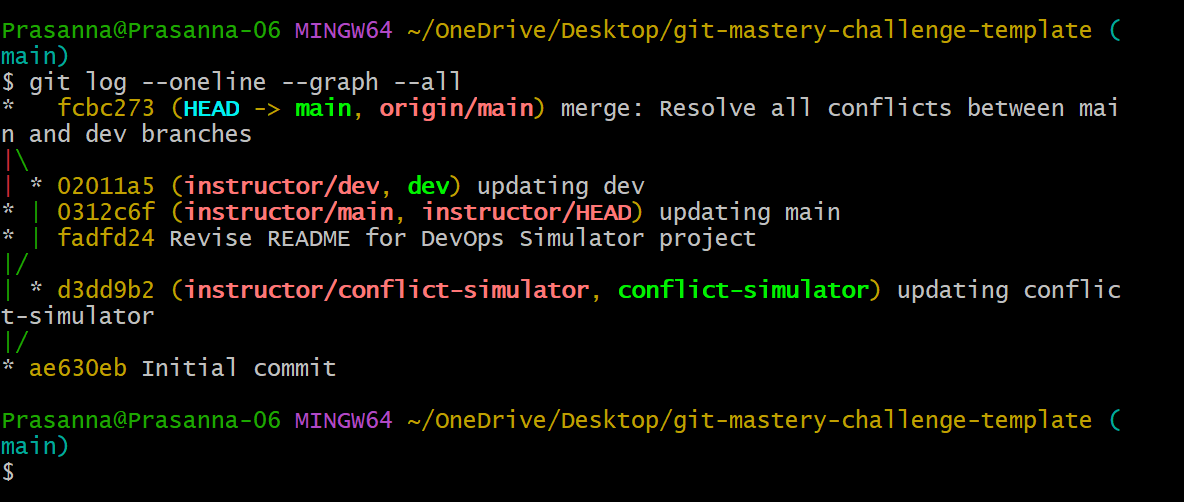 Prasanna@Prasanna-06 MINGW64 ~/OneDrive/Desktop/git-mastery-challenge-template (
main)
$ git log --oneline --graph --all
*   fcbc273 (HEAD -> main, origin/main) merge: Resolve all conflicts between mai
n and dev branches
|\
| * 02011a5 (instructor/dev, dev) updating dev
* | 0312c6f (instructor/main, instructor/HEAD) updating main
* | fadfd24 Revise README for DevOps Simulator project
|/
| * d3dd9b2 (instructor/conflict-simulator, conflict-simulator) updating conflic
t-simulator
|/
* ae630eb Initial commit
Prasanna@Prasanna-06 MINGW64 ~/OneDrive/Desktop/git-mastery-challenge-template (
main)
$